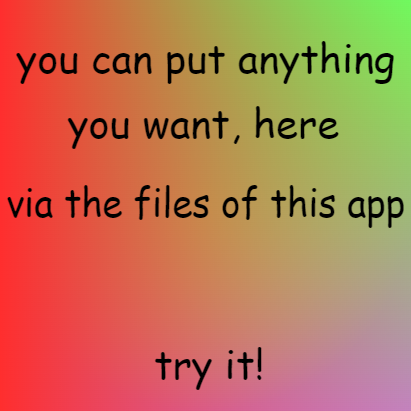 you can put anything
you want, here
via the files of this app
try it!